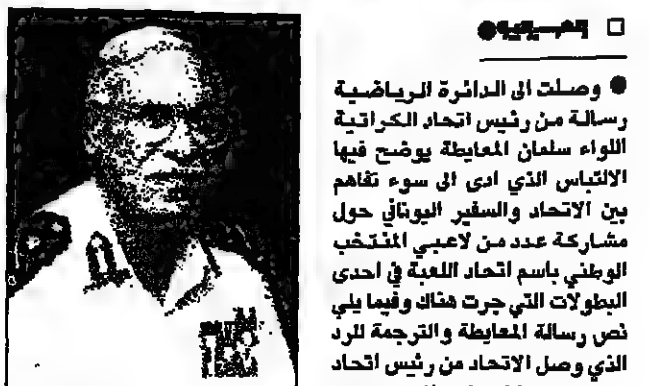 ● وصلت الى الدائرة الرياضية
رسالة من رئيس اتحاد الكراتية
اللواء سلمان المعايطة يوضح فيها
الالتباس الذي ادى الى سوء تفاهم
بين الاتحاد والسفير اليوناني حول
مشاركة عدد من لاعبي المنتخب
الوطني باسم اتحاد اللعبة في احدى
البطولات التي جرت هناك وفيما يلي
نص رسالة المعايطة والترجمة للرد
الذي وصل الاتحاد من رئيس اتحاد